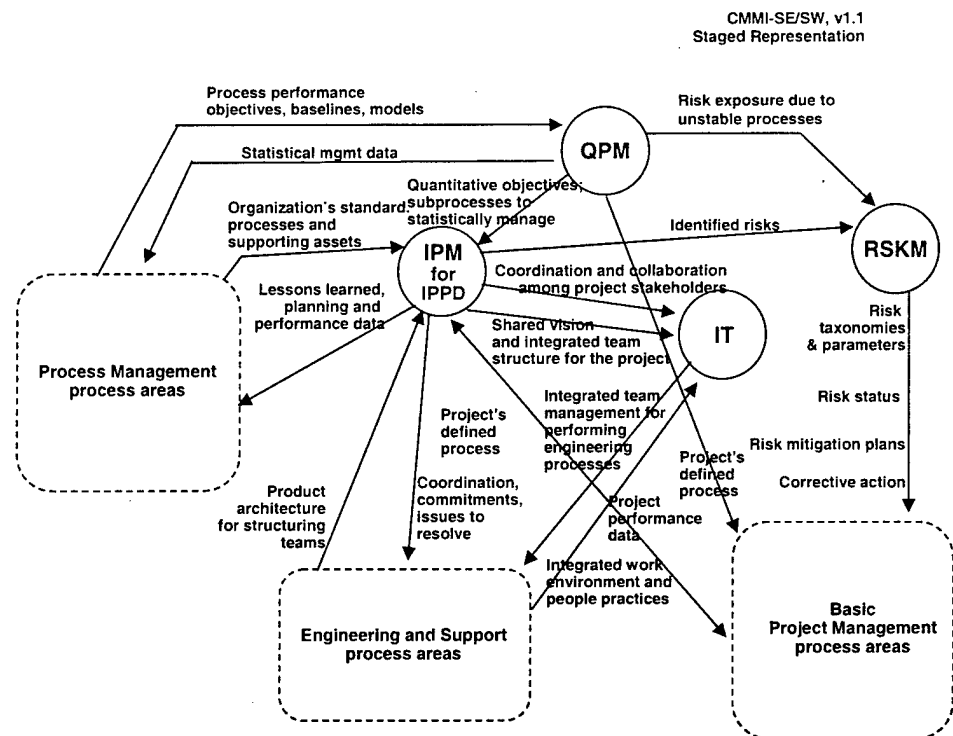 CMMI-SE/SW, v1.1
Staged Representation
Process performance
objectives, baselines, models
Risk exposure due to
unstable processes
QPM
Statistical mgmt data
Quantitative objectives,
subprocesses to
statistically manage
Organization's standard
processes and
supporting assets
Identified risks
IPM
for
IPPD
RSKM
Coordination and collaboration
among project stakeholders
Lessons learned,
planning and
performance data
Shared vision
and integrated team
structure for the project
IT
Risk
taxonomies
& parameters
Process Management
process areas
Risk status
Integrated team
management for
performing
engineering
processes
Project's
defined
process
Risk mitigation plans
Project's
defined
process
Corrective action
Product
architecture
for structuring
teams
Coordination,
commitments,
issues to
resolve
Project
performance
data
Integrated work
environment and
people practices
Engineering and Support
process areas
Basic
Project Management
process areas